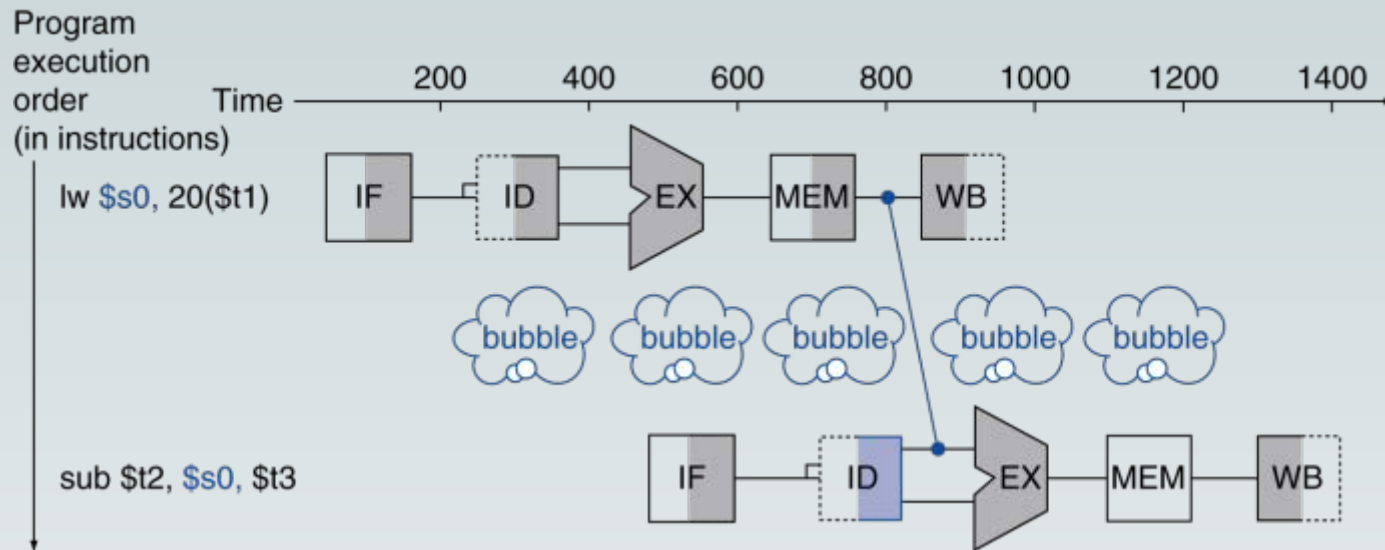 Program
execution
order
(in instructions)
Time
200 400 600 800 1000 1200 1400
lw $s0, 20($t1)
IF ID EX MEM WB
bubble bubble bubble bubble bubble
sub $t2, $s0, $t3
IF ID EX MEM WB